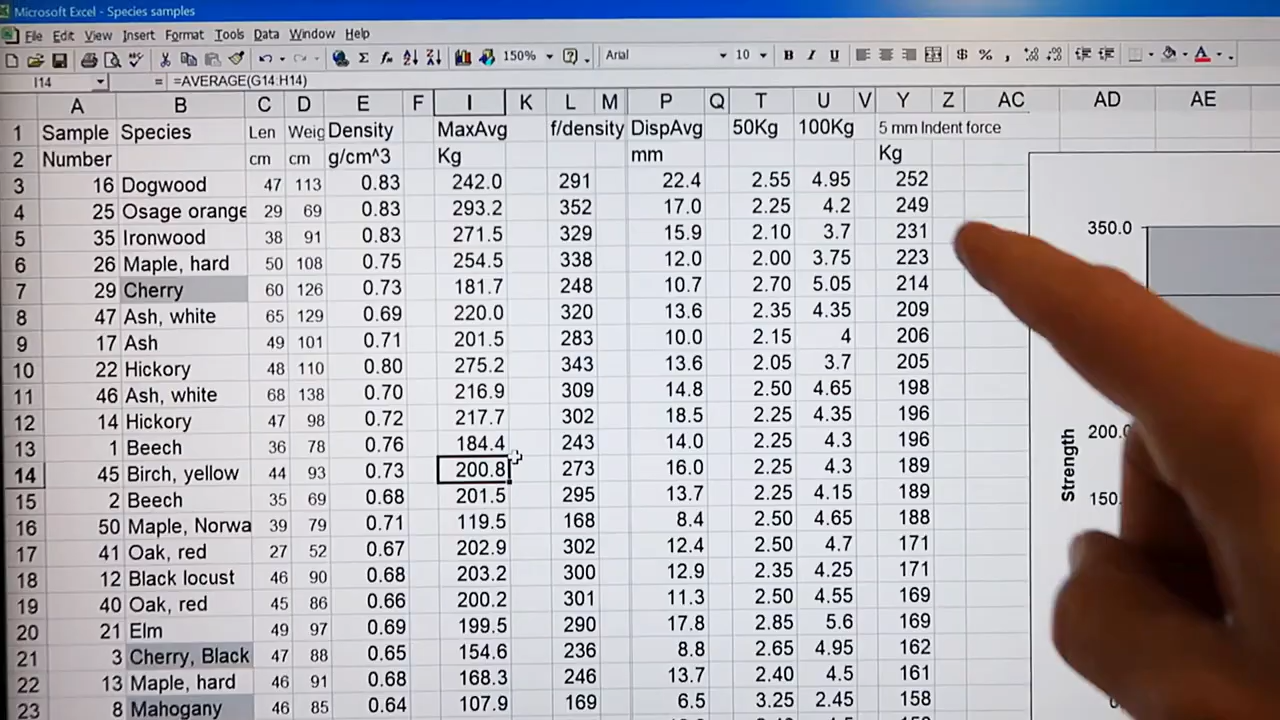 Microsoft Excel - Species samples
File Edit View Insert Format Tools Data Window Help
150% Arial 10 B I U $ % ,
I14 = =AVERAGE(G14:H14)
A B C D E F I K L M P Q T U V Y Z AC AD AE
1 Sample Species Len Weig Density MaxAvg f/density DispAvg 50Kg 100Kg 5 mm Indent force
2 Number cm cm g/cm^3 Kg mm Kg
3 16 Dogwood 47 113 0.83 242.0 291 22.4 2.55 4.95 252
4 25 Osage orange 29 69 0.83 293.2 352 17.0 2.25 4.2 249
5 35 Ironwood 38 91 0.83 271.5 329 15.9 2.10 3.7 231
6 26 Maple, hard 50 108 0.75 254.5 338 12.0 2.00 3.75 223
7 29 Cherry 60 126 0.73 181.7 248 10.7 2.70 5.05 214
8 47 Ash, white 65 129 0.69 220.0 320 13.6 2.35 4.35 209
9 17 Ash 49 101 0.71 201.5 283 10.0 2.15 4 206
10 22 Hickory 48 110 0.80 275.2 343 13.6 2.05 3.7 205
11 46 Ash, white 68 138 0.70 216.9 309 14.8 2.50 4.65 198
12 14 Hickory 47 98 0.72 217.7 302 18.5 2.25 4.35 196
13 1 Beech 36 78 0.76 184.4 243 14.0 2.25 4.3 196
14 45 Birch, yellow 44 93 0.73 200.8 273 16.0 2.25 4.3 189
15 2 Beech 35 69 0.68 201.5 295 13.7 2.25 4.15 189
16 50 Maple, Norwa 39 79 0.71 119.5 168 8.4 2.50 4.65 188
17 41 Oak, red 27 52 0.67 202.9 302 12.4 2.50 4.7 171
18 12 Black locust 46 90 0.68 203.2 300 12.9 2.35 4.25 171
19 40 Oak, red 45 86 0.66 200.2 301 11.3 2.50 4.55 169
20 21 Elm 49 97 0.69 199.5 290 17.8 2.85 5.6 169
21 3 Cherry, Black 47 88 0.65 154.6 236 8.8 2.65 4.95 162
22 13 Maple, hard 46 91 0.68 168.3 246 13.7 2.40 4.5 161
23 8 Mahogany 46 85 0.64 107.9 169 6.5 3.25 2.45 158
350.0
Strength
200.
150.